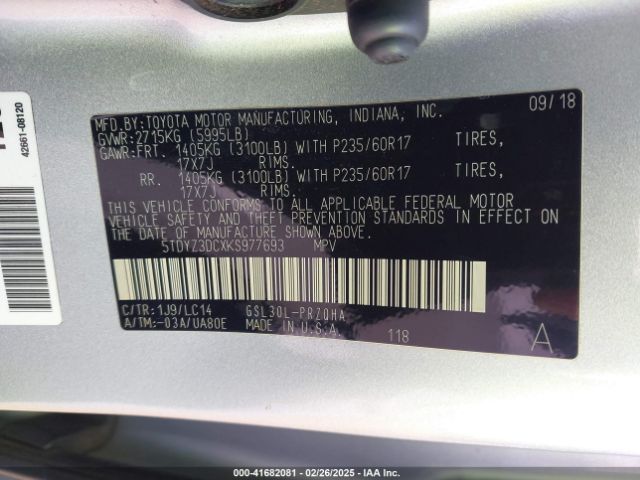 MFD.BY:TOYOTA MOTOR MANUFACTURING, INDIANA, INC. 09/18
GVWR:2715KG (5995LB)
GAWR:FRT. 1405KG (3100LB) WITH P235/60R17 TIRES,
17X7J RIMS.
RR. 1405KG (3100LB) WITH P235/60R17 TIRES,
17X7J RIMS.
THIS VEHICLE CONFORMS TO ALL APPLICABLE FEDERAL MOTOR
VEHICLE SAFETY AND THEFT PREVENTION STANDARDS IN EFFECT ON
THE DATE OF MANUFACTURE SHOWN ABOVE.
5TDYZ3DCXKS977693 MPV
C/TR:1J9/LC14 GSL30L-PRZQHA
A/TM:-03A/UA80E MADE IN U.S.A. 118 A
42661-08120
000-41682081 - 02/26/2025 - IAA Inc.